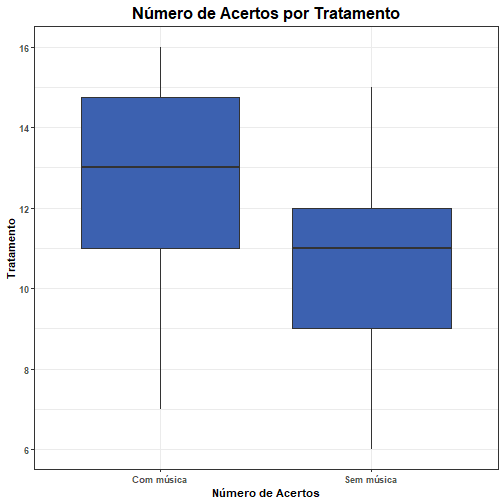 Número de Acertos por Tratamento
Tratamento
16
14
12
10
8
6
Com música
Sem música
Número de Acertos